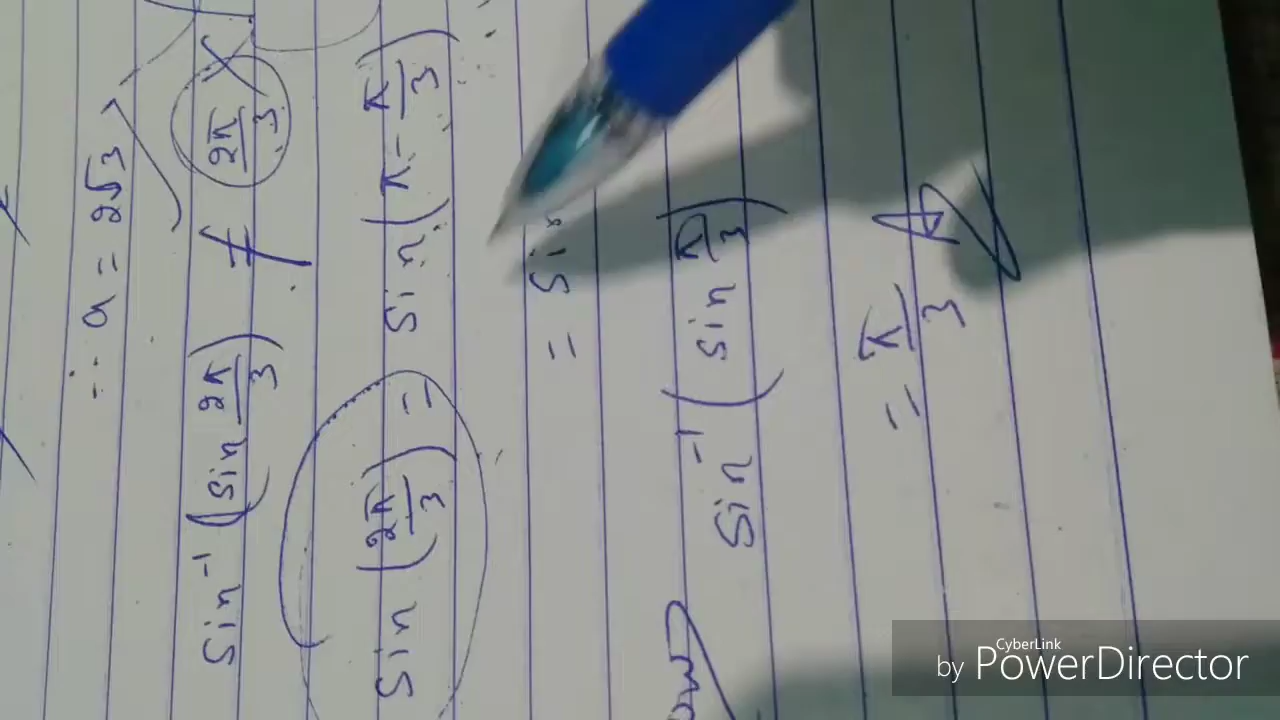 ∴ a = 2√3
sin⁻¹(sin 2π/3) ≠ 2π/3 ×
sin(2π/3) = sin(π - π/3)
= Sin
sin⁻¹(sin π/3)
= π/3
CyberLink
by PowerDirector